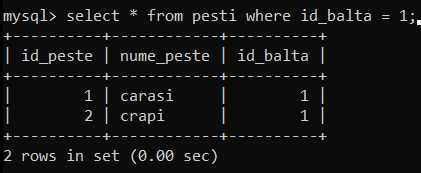 mysql> select * from pesti where id_balta = 1;
+----------+------------+----------+
| id_peste | nume_peste | id_balta |
+----------+------------+----------+
|        1 | carasi     |        1 |
|        2 | crapi      |        1 |
+----------+------------+----------+
2 rows in set (0.00 sec)